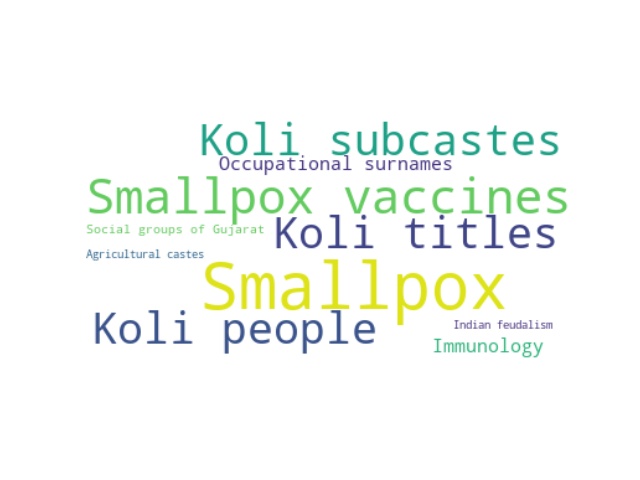 Koli subcastes
Occupational surnames
Smallpox vaccines
Social groups of Gujarat
Koli titles
Agricultural castes
Smallpox
Koli people
Indian feudalism
Immunology